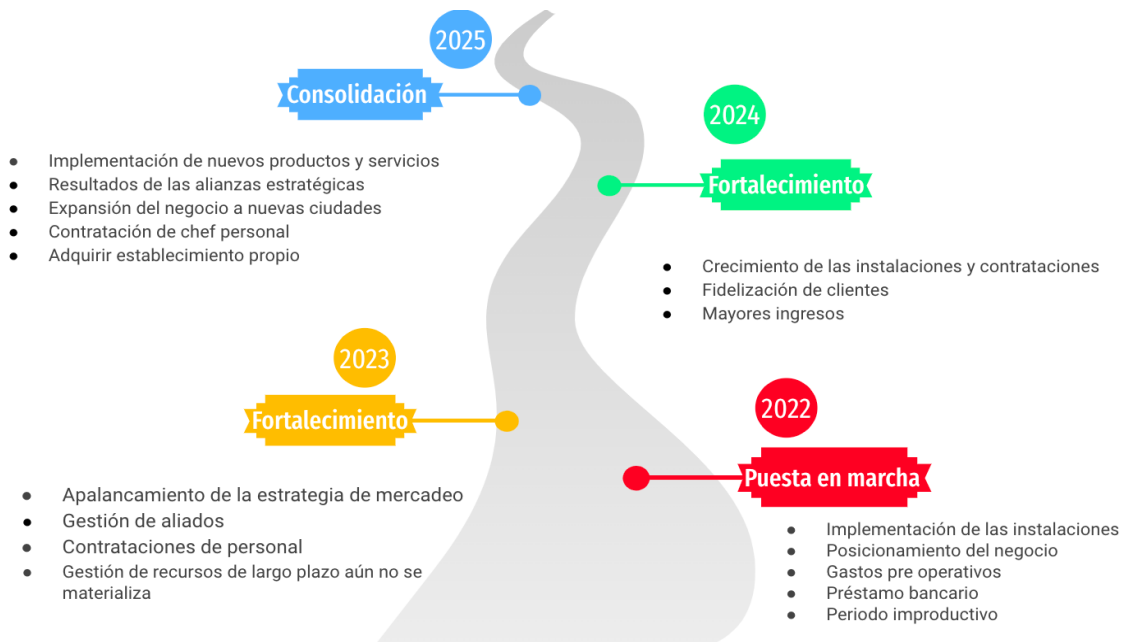 2025
Consolidación
● Implementación de nuevos productos y servicios
● Resultados de las alianzas estratégicas
● Expansión del negocio a nuevas ciudades
● Contratación de chef personal
● Adquirir establecimiento propio
2024
Fortalecimiento
● Crecimiento de las instalaciones y contrataciones
● Fidelización de clientes
● Mayores ingresos
2023
Fortalecimiento
● Apalancamiento de la estrategia de mercadeo
● Gestión de aliados
● Contrataciones de personal
● Gestión de recursos de largo plazo aún no se
materializa
2022
Puesta en marcha
● Implementación de las instalaciones
● Posicionamiento del negocio
● Gastos pre operativos
● Préstamo bancario
● Periodo improductivo